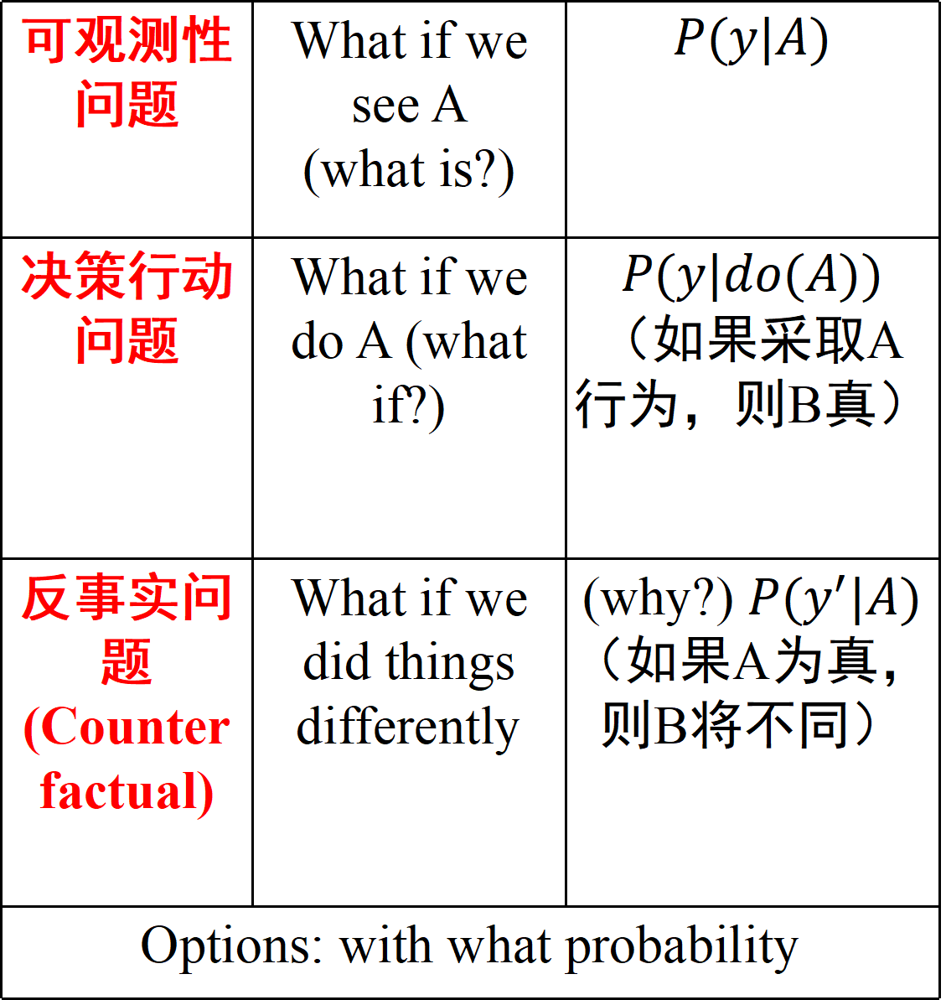 可观测性
问题
What if we
see A
(what is?)
P(y|A)
决策行动
问题
What if we
do A (what
if?)
P(y|do(A))
（如果采取A
行为，则B真）
反事实问
题
(Counter
factual)
What if we
did things
differently
(why?) P(y′|A)
（如果A为真，
则B将不同）
Options: with what probability